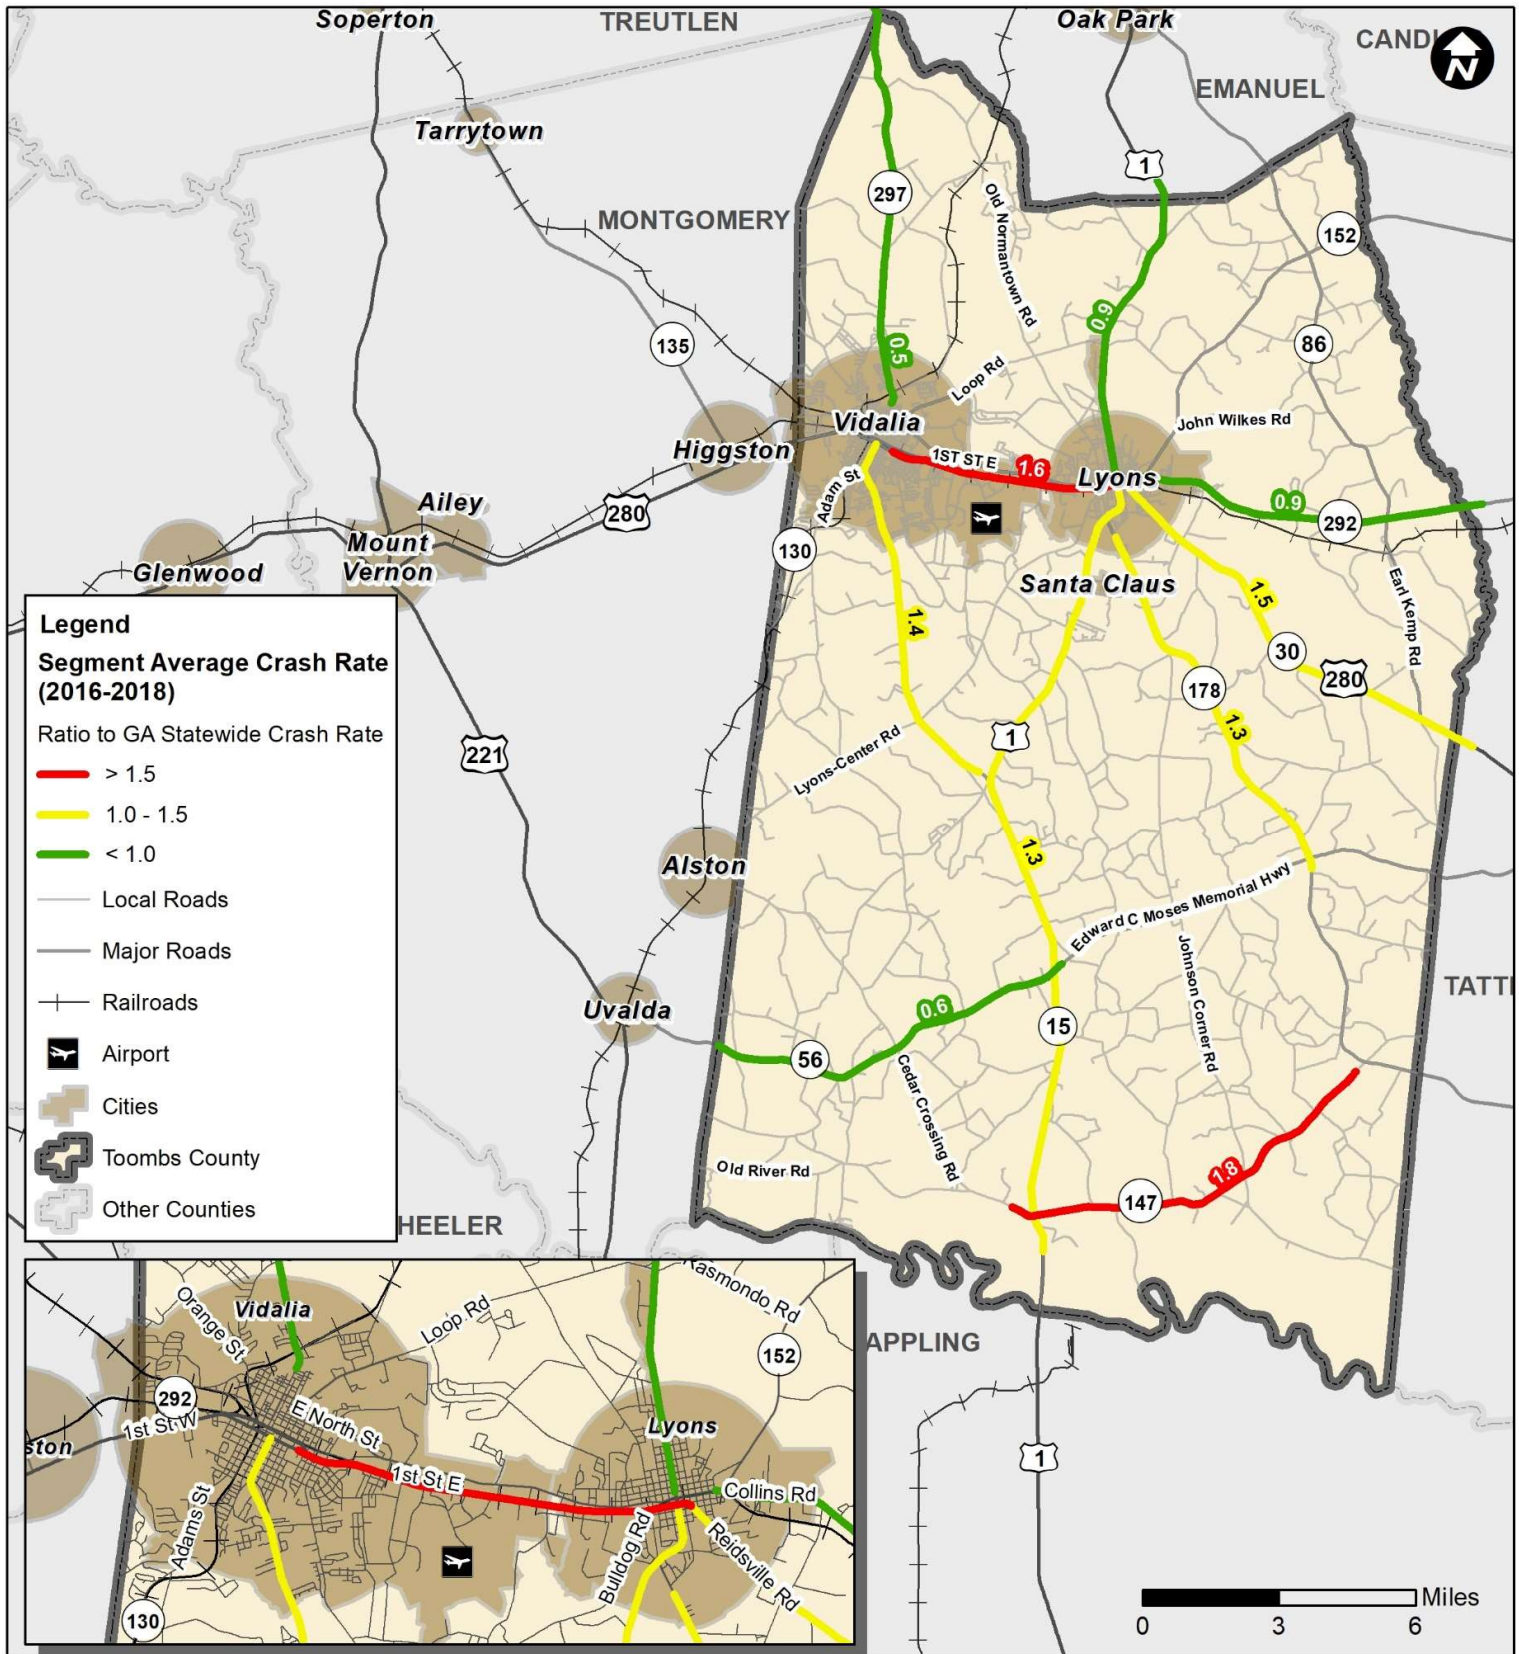 Soperton
TREUTLEN
Oak Park
CANDL
N
EMANUEL
Tarrytown
1
297
Old Normantown Rd
MONTGOMERY
152
0.9
135
86
0.5
Loop Rd
Vidalia
John Wilkes Rd
Higgston
1ST ST E
1.6
Lyons
Adam St
Ailey
280
0.9
292
Mount
Vernon
130
Glenwood
Santa Claus
Earl Kemp Rd
1.5
1.4
30
280
178
1.3
221
1
Lyons-Center Rd
1.3
Alston
Edward C Moses Memorial Hwy
Johnson Corner Rd
TATT
Uvalda
0.6
15
56
Cedar Crossing Rd
Old River Rd
1.8
147
HEELER
APPLING
1
Legend
Segment Average Crash Rate
(2016-2018)
Ratio to GA Statewide Crash Rate
> 1.5
1.0 - 1.5
< 1.0
Local Roads
Major Roads
Railroads
Airport
Cities
Toombs County
Other Counties
Rasmondo Rd
Orange St
Vidalia
Loop Rd
152
292
E North St
Lyons
1st St W
ston
1st St E
Collins Rd
Adams St
Bulldog Rd
Reidsville Rd
130
Miles
0 3 6